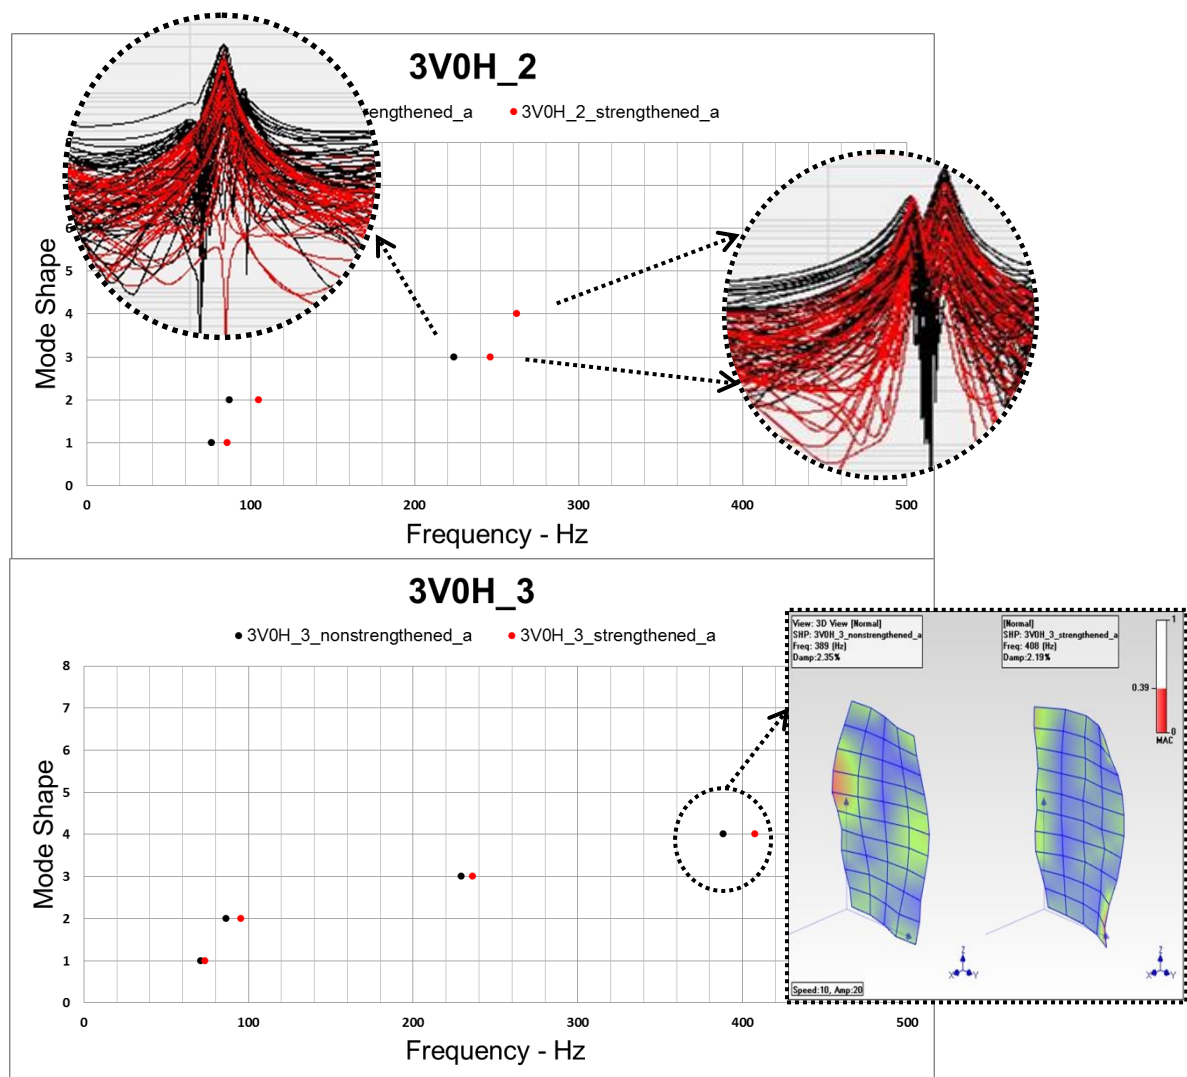 3V0H_2
engthened_a
3V0H_2_strengthened_a
Mode Shape
6
5
4
3
2
1
0
0 100 200 300 400 500
Frequency - Hz
3V0H_3
3V0H_3_nonstrengthened_a
3V0H_3_strengthened_a
Mode Shape
8
7
6
5
4
3
2
1
0
0 100 200 300 400 500
Frequency - Hz
View: 3D View [Normal]
SHP: 3V0H_3_nonstrengthened_a
Freq: 389 (Hz)
Damp:2.35%
[Normal]
SHP: 3V0H_3_strengthened_a
Freq: 408 (Hz)
Damp:2.19%
1
0.39
0
MAC
Z
X Y
Z
X Y
Speed:10, Amp:20